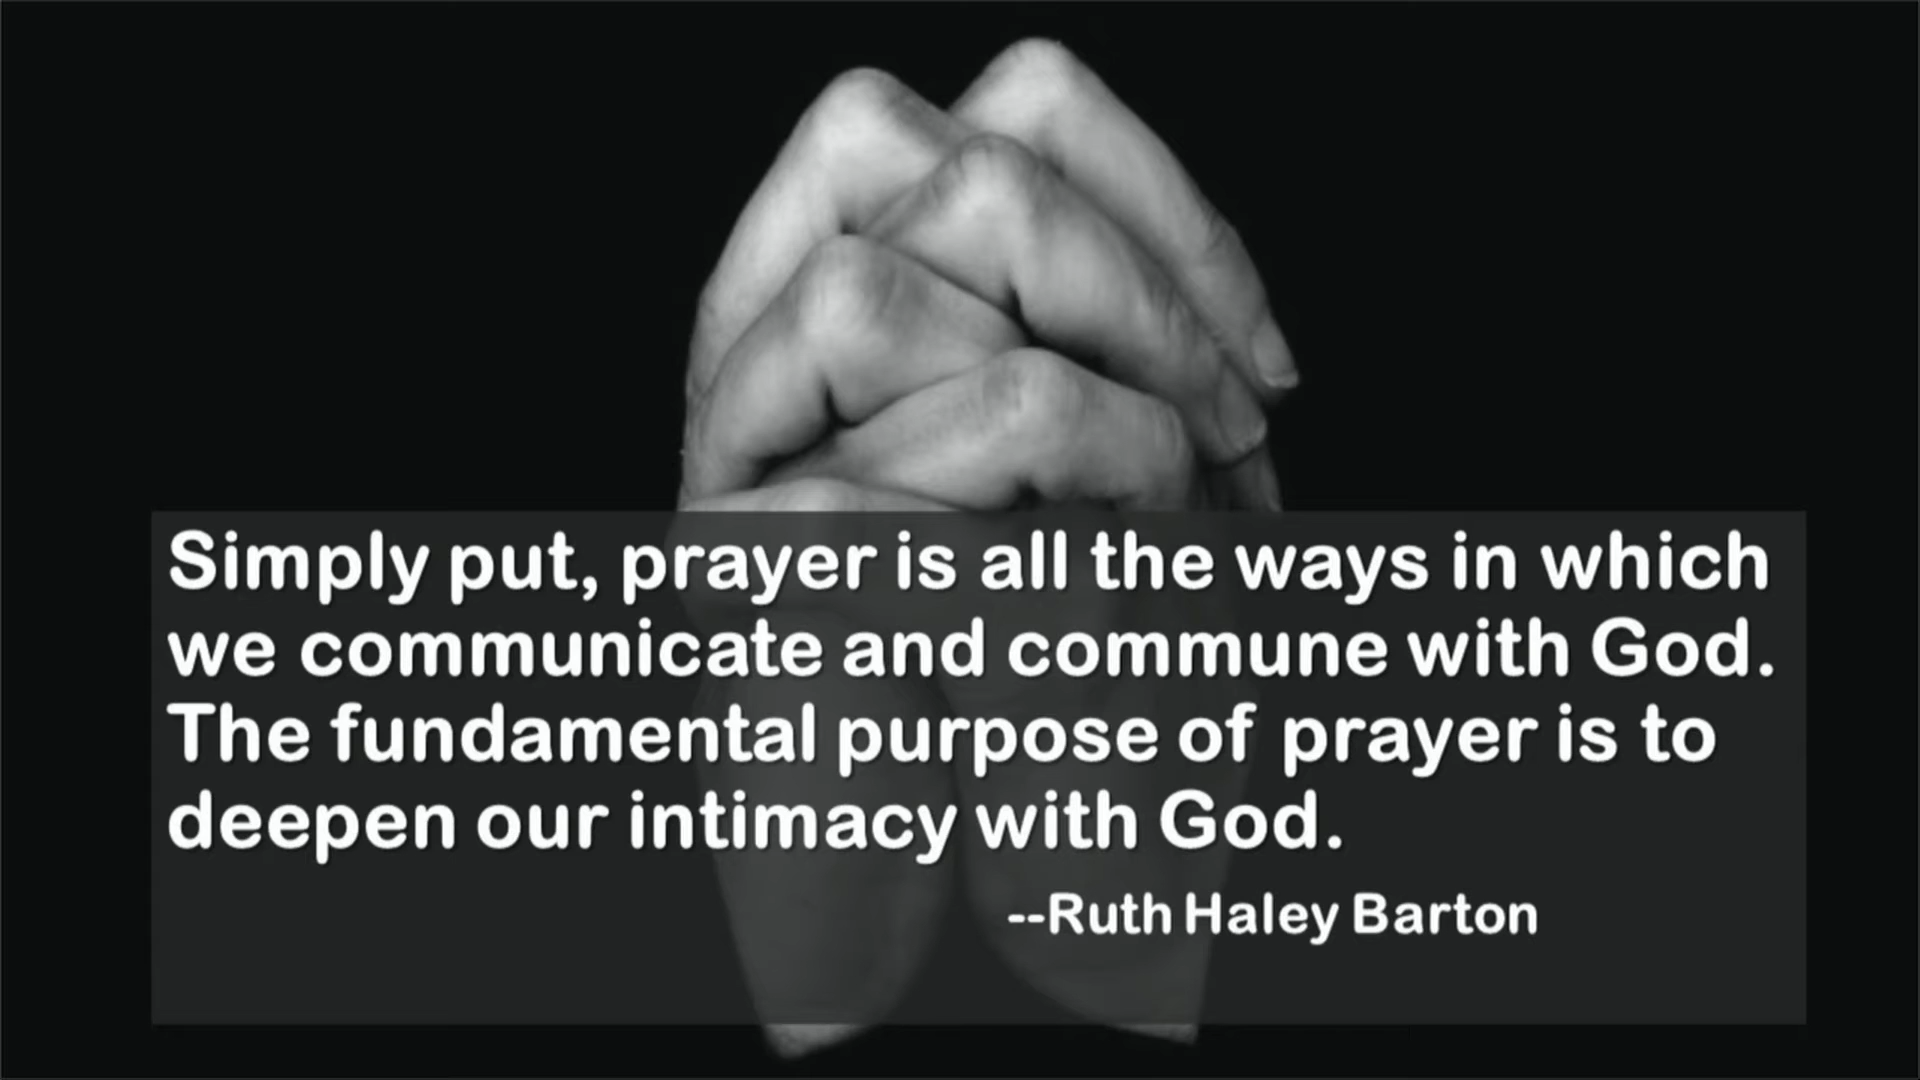 Simply put, prayer is all the ways in which
we communicate and commune with God.
The fundamental purpose of prayer is to
deepen our intimacy with God.
--Ruth Haley Barton